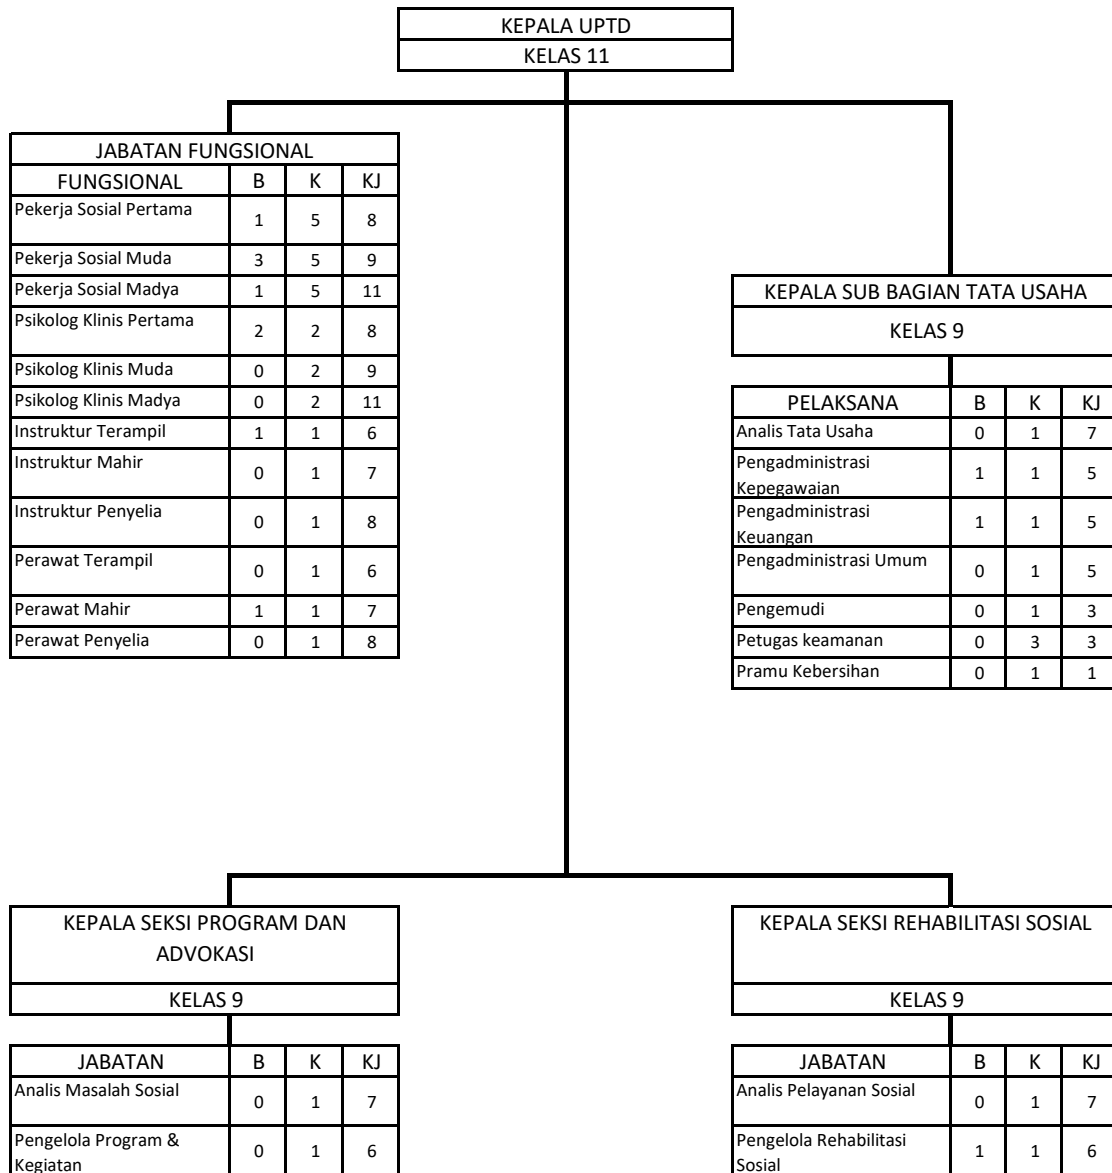 KEPALA UPTD
KELAS 11
JABATAN FUNGSIONAL
FUNGSIONAL B K KJ
Pekerja Sosial Pertama 1 5 8
Pekerja Sosial Muda 3 5 9
Pekerja Sosial Madya 1 5 11
Psikolog Klinis Pertama 2 2 8
Psikolog Klinis Muda 0 2 9
Psikolog Klinis Madya 0 2 11
Instruktur Terampil 1 1 6
Instruktur Mahir 0 1 7
Instruktur Penyelia 0 1 8
Perawat Terampil 0 1 6
Perawat Mahir 1 1 7
Perawat Penyelia 0 1 8
KEPALA SUB BAGIAN TATA USAHA
KELAS 9
PELAKSANA B K KJ
Analis Tata Usaha 0 1 7
Pengadministrasi
Kepegawaian 1 1 5
Pengadministrasi
Keuangan 1 1 5
Pengadministrasi Umum 0 1 5
Pengemudi 0 1 3
Petugas keamanan 0 3 3
Pramu Kebersihan 0 1 1
KEPALA SEKSI PROGRAM DAN
ADVOKASI
KELAS 9
JABATAN B K KJ
Analis Masalah Sosial 0 1 7
Pengelola Program &
Kegiatan 0 1 6
KEPALA SEKSI REHABILITASI SOSIAL
KELAS 9
JABATAN B K KJ
Analis Pelayanan Sosial 0 1 7
Pengelola Rehabilitasi
Sosial 1 1 6